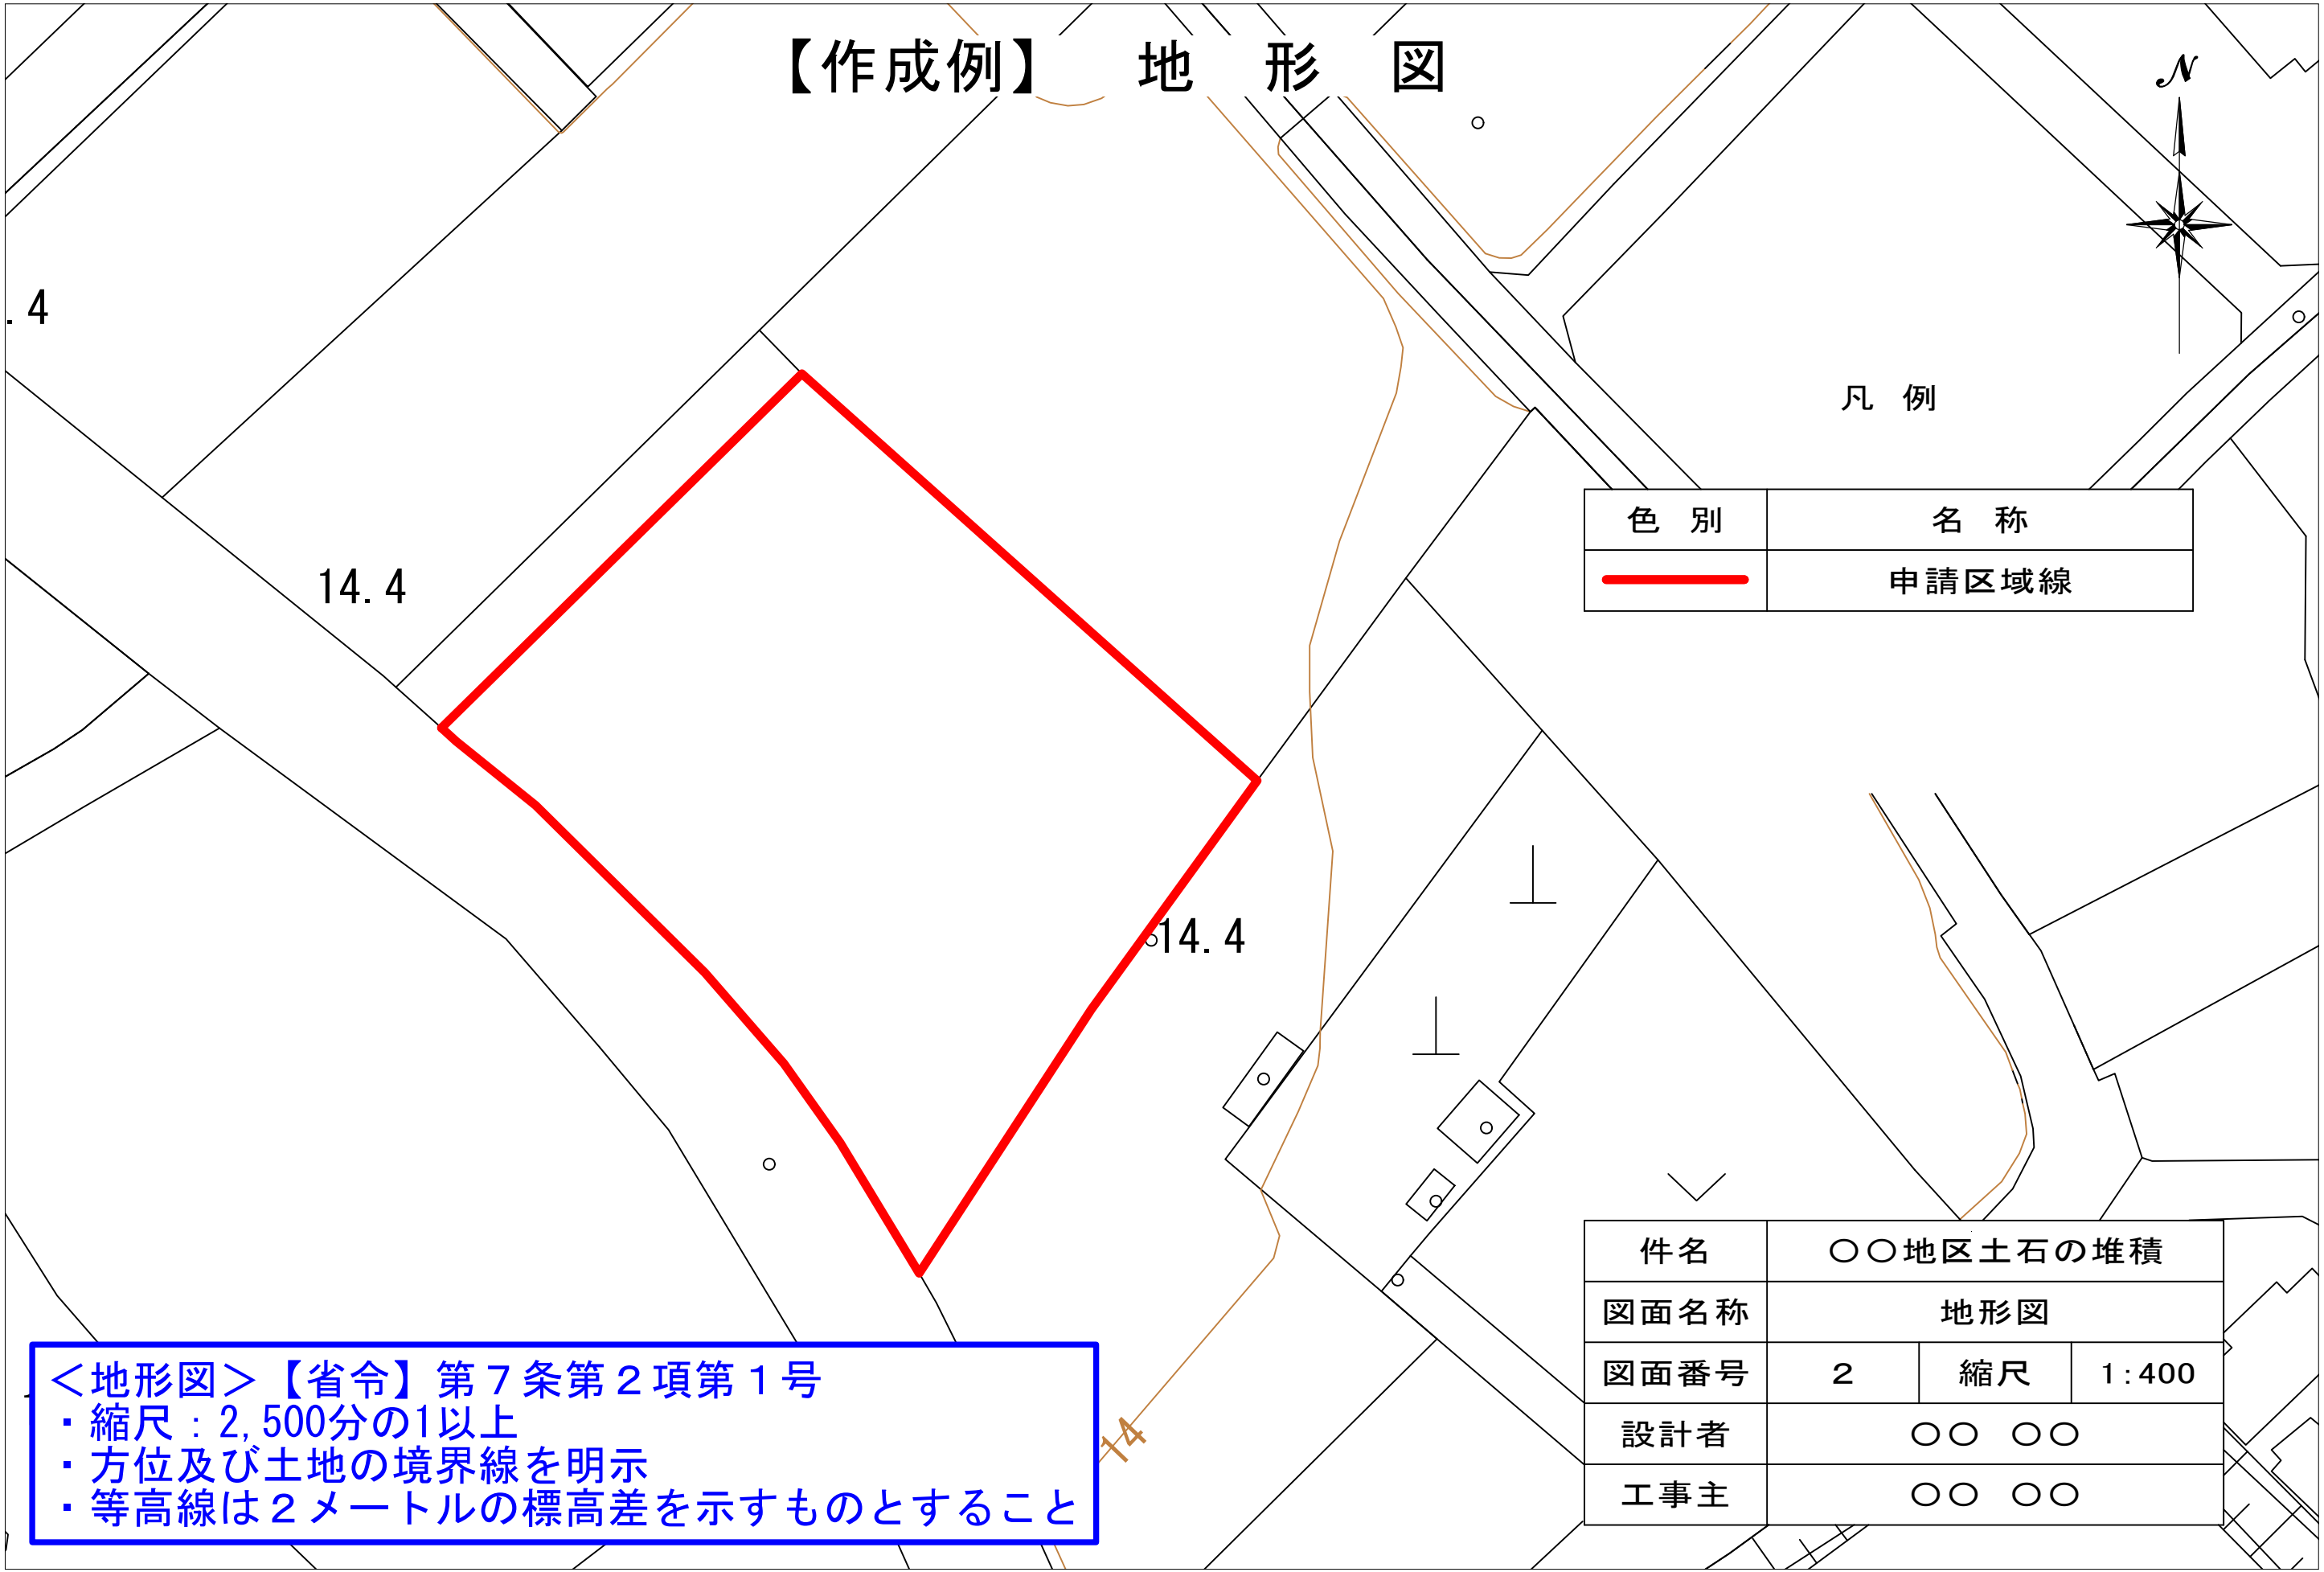 【作成例】　地　形　図
N
.4
凡　例
色　別　名　称
申請区域線
14.4
14.4
14
件名　○○地区土石の堆積
図面名称　地形図
図面番号　2　縮尺　1:400
設計者　○○　○○
工事主　○○　○○
＜地形図＞【省令】第７条第２項第１号
・縮尺：2,500分の1以上
・方位及び土地の境界線を明示
・等高線は２メートルの標高差を示すものとすること